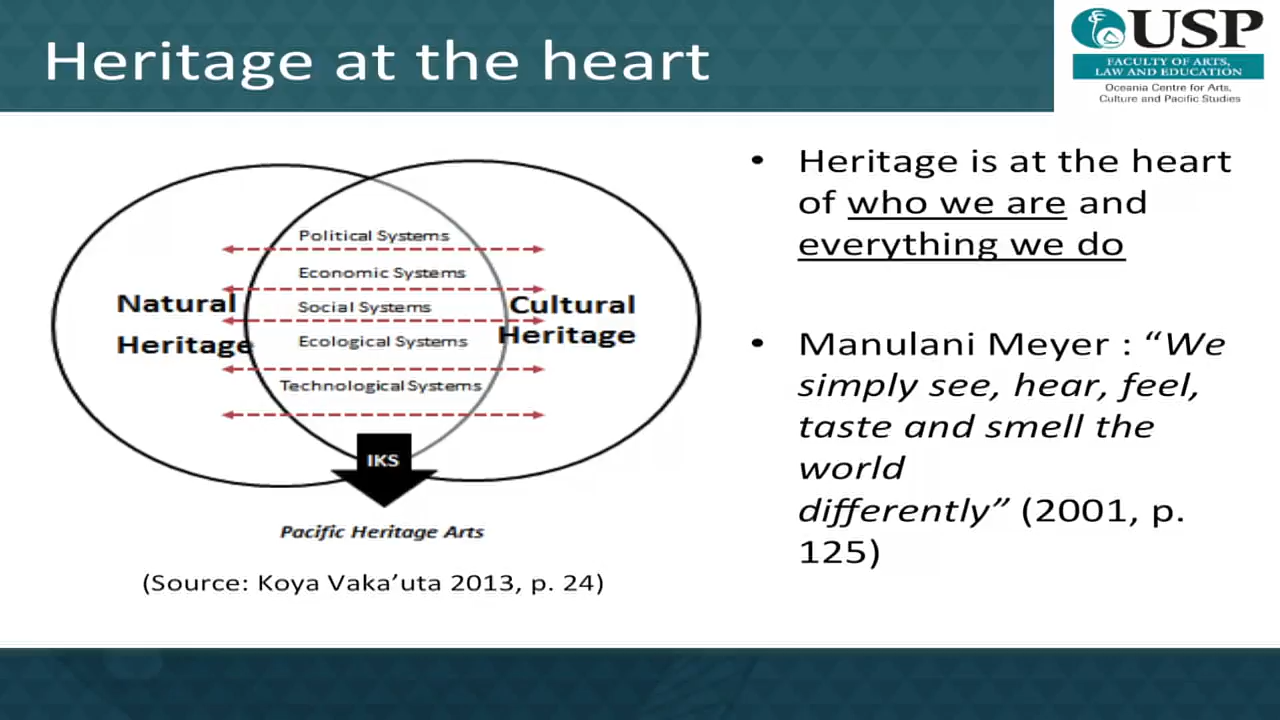 Heritage at the heart
USP
FACULTY OF ARTS,
LAW AND EDUCATION
Oceania Centre for Arts,
Culture and Pacific Studies
Political Systems
Economic Systems
Social Systems
Ecological Systems
Technological Systems
Natural
Heritage
Cultural
Heritage
IKS
Pacific Heritage Arts
(Source: Koya Vaka’uta 2013, p. 24)
• Heritage is at the heart
of who we are and
everything we do
• Manulani Meyer : “We
simply see, hear, feel,
taste and smell the
world
differently” (2001, p.
125)